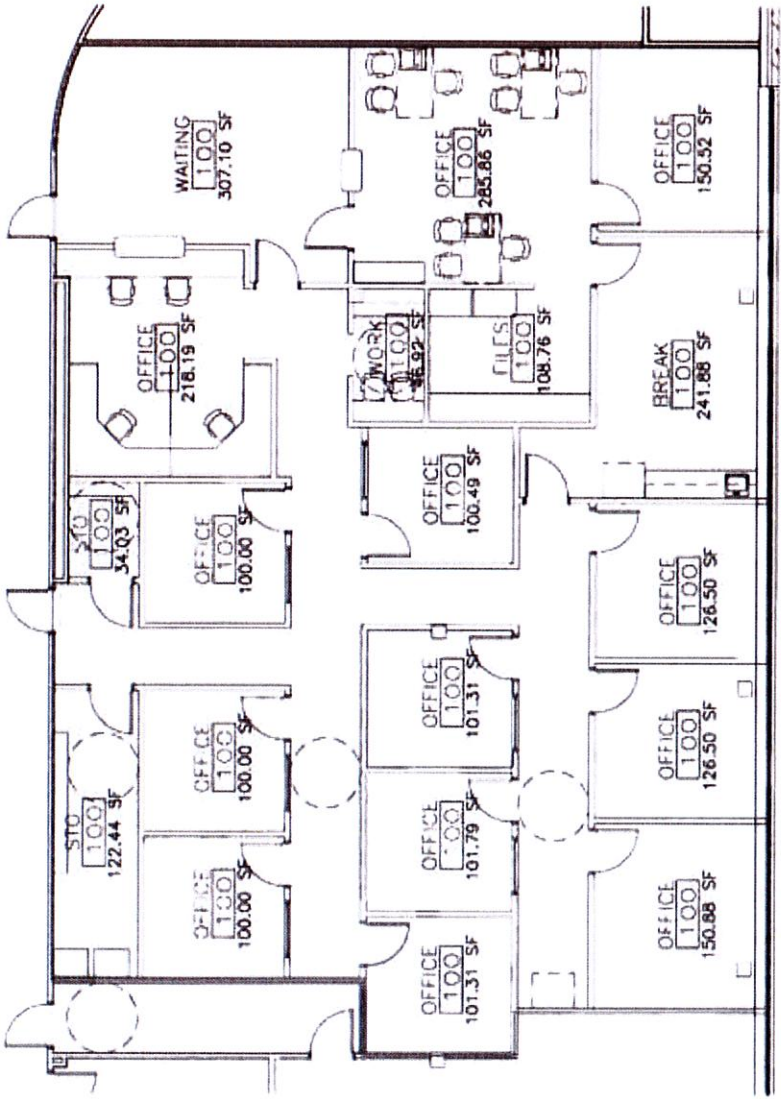 STO
100
122.44 SF
STO
100
34.03 SF
OFFICE
100
218.19 SF
WAITING
100
307.10 SF
OFFICE
100
100.00 SF
OFFICE
100
100.00 SF
OFFICE
100
100.00 SF
OFFICE
100
101.31 SF
OFFICE
100
101.79 SF
OFFICE
100
101.31 SF
OFFICE
100
100.49 SF
WORK
100
SF
OFFICE
100
285.86 SF
FILES
100
108.76 SF
OFFICE
100
150.88 SF
OFFICE
100
126.50 SF
OFFICE
100
126.50 SF
BREAK
100
241.88 SF
OFFICE
100
150.52 SF